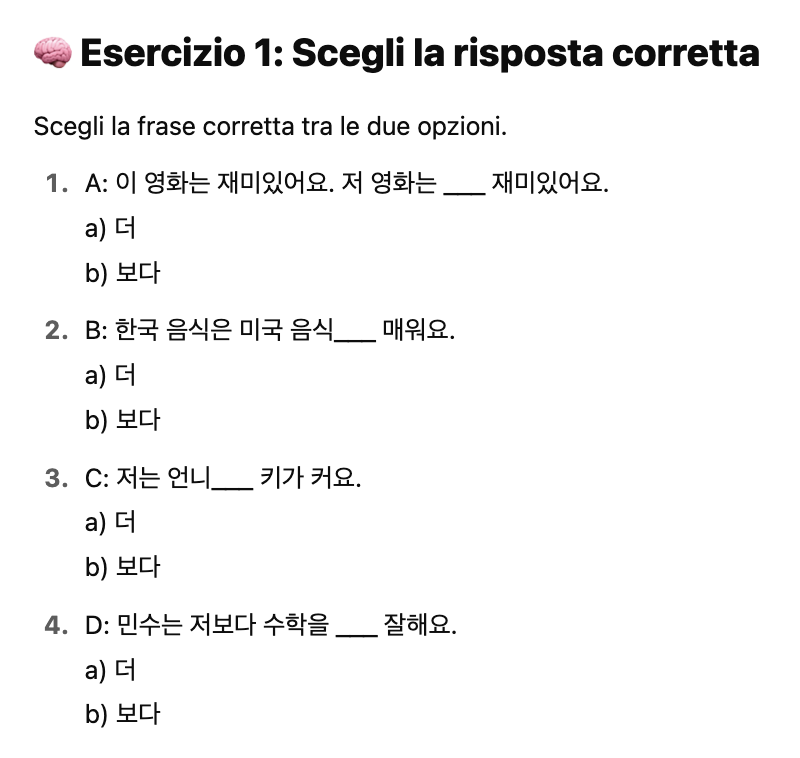 🧠 Esercizio 1: Scegli la risposta corretta
Scegli la frase corretta tra le due opzioni.
1. A: 이 영화는 재미있어요. 저 영화는 ___ 재미있어요.
a) 더
b) 보다
2. B: 한국 음식은 미국 음식___ 매워요.
a) 더
b) 보다
3. C: 저는 언니___ 키가 커요.
a) 더
b) 보다
4. D: 민수는 저보다 수학을 ___ 잘해요.
a) 더
b) 보다